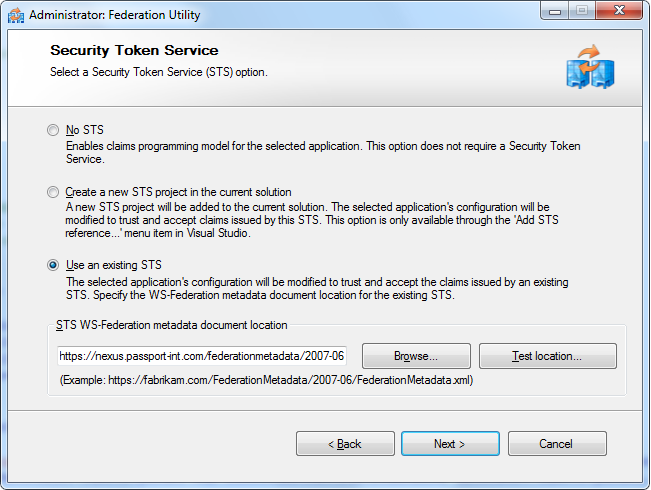 Administrator: Federation Utility
Security Token Service
Select a Security Token Service (STS) option.
No STS
Enables claims programming model for the selected application. This option does not require a Security Token
Service.
Create a new STS project in the current solution
A new STS project will be added to the current solution. The selected application's configuration will be
modified to trust and accept claims issued by this STS. This option is only available through the 'Add STS
reference...' menu item in Visual Studio.
Use an existing STS
The selected application's configuration will be modified to trust and accept the claims issued by an existing
STS. Specify the WS-Federation metadata document location for the existing STS.
STS WS-Federation metadata document location
https://nexus.passport-int.com/federationmetadata/2007-06
Browse...
Test location...
(Example: https://fabrikam.com/FederationMetadata/2007-06/FederationMetadata.xml)
< Back
Next >
Cancel